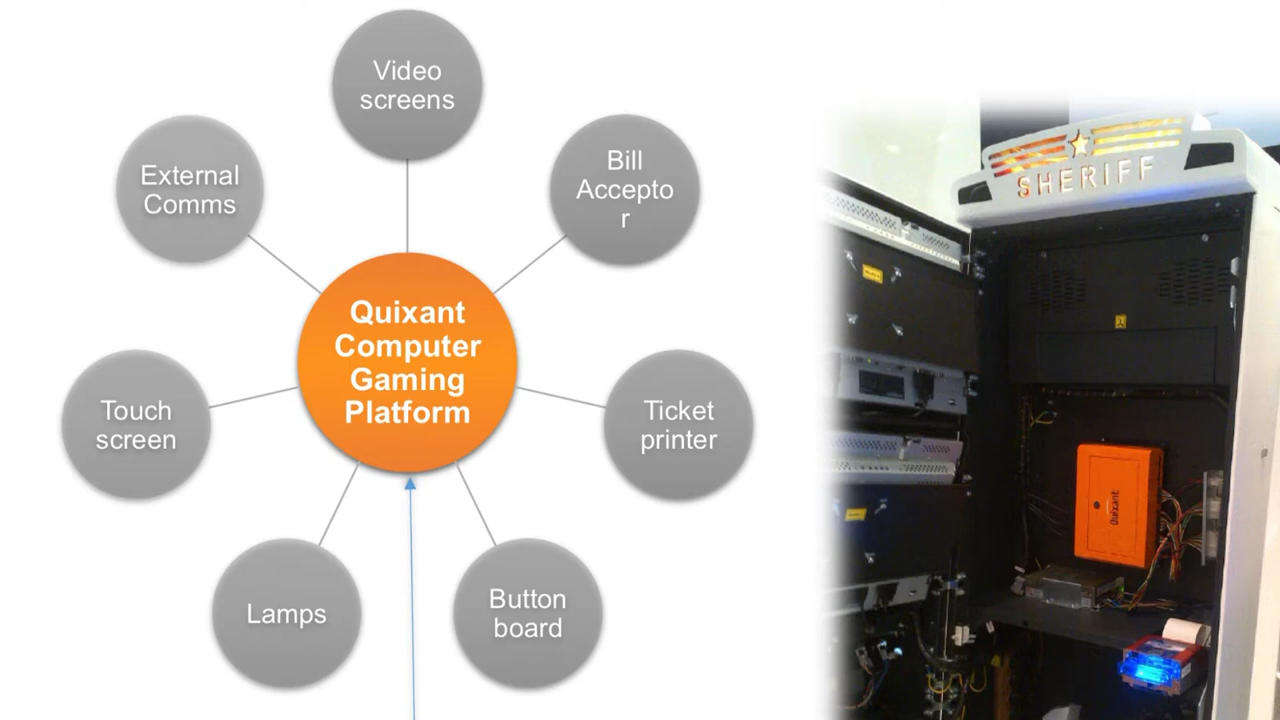 Video
screens
External
Comms
Bill
Accepto
r
Quixant
Computer
Gaming
Platform
Touch
screen
Ticket
printer
Lamps
Button
board
SHERIFF
Quixant